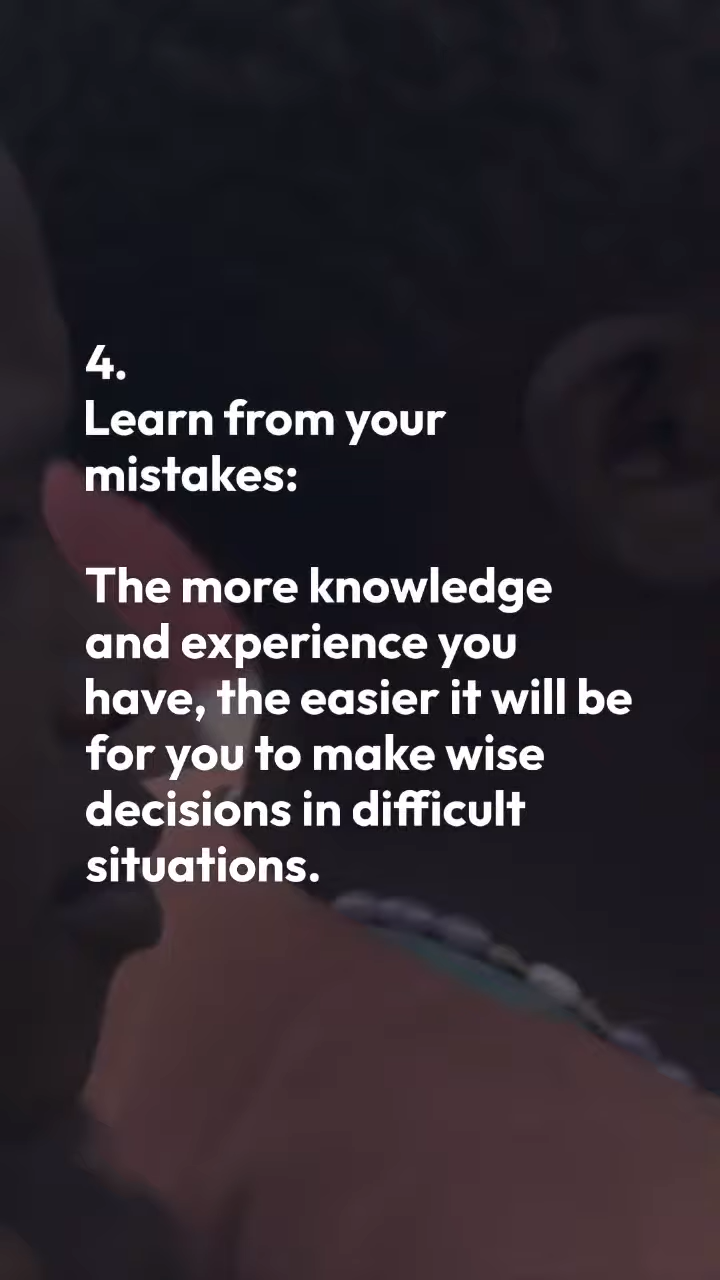 4.
Learn from your
mistakes:
The more knowledge
and experience you
have, the easier it will be
for you to make wise
decisions in difficult
situations.